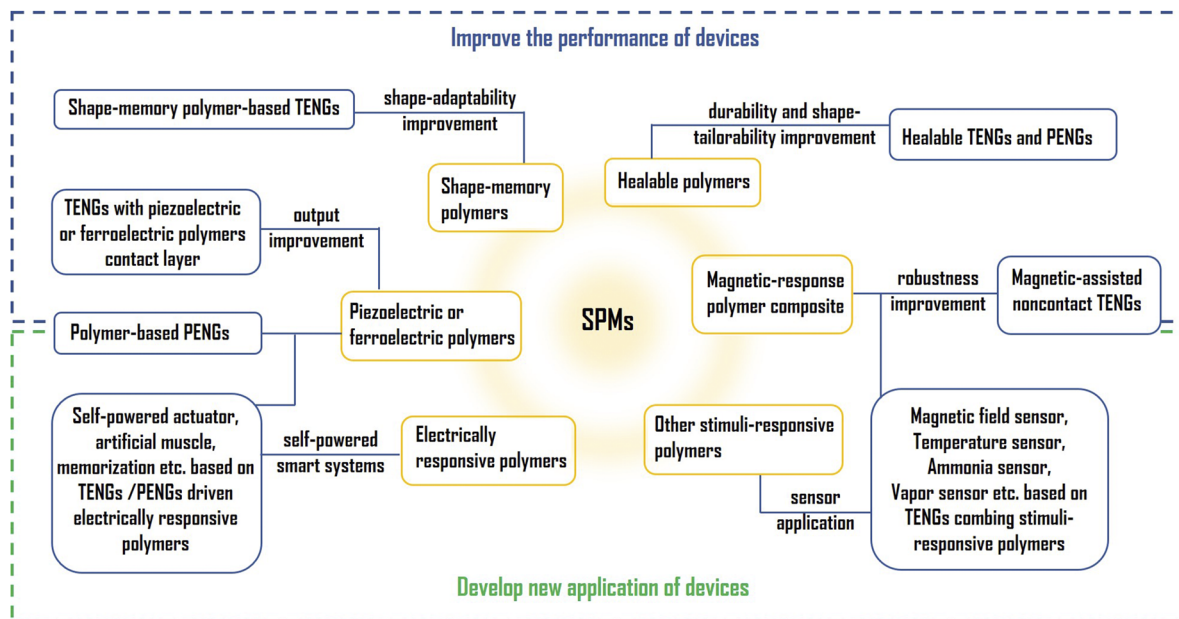 Improve the performance of devices
Shape-memory polymer-based TENGs
shape-adaptability
improvement
Shape-memory
polymers
durability and shape-
tailorability improvement
Healable TENGs and PENGs
Healable polymers
TENGs with piezoelectric
or ferroelectric polymers
contact layer
output
improvement
Piezoelectric or
ferroelectric polymers
Polymer-based PENGs
SPMs
Magnetic-response
polymer composite
robustness
improvement
Magnetic-assisted
noncontact TENGs
Self-powered actuator,
artificial muscle,
memorization etc. based on
TENGs /PENGs driven
electrically responsive
polymers
self-powered
smart systems
Electrically
responsive polymers
Other stimuli-responsive
polymers
sensor
application
Magnetic field sensor,
Temperature sensor,
Ammonia sensor,
Vapor sensor etc. based on
TENGs combing stimuli-
responsive polymers
Develop new application of devices